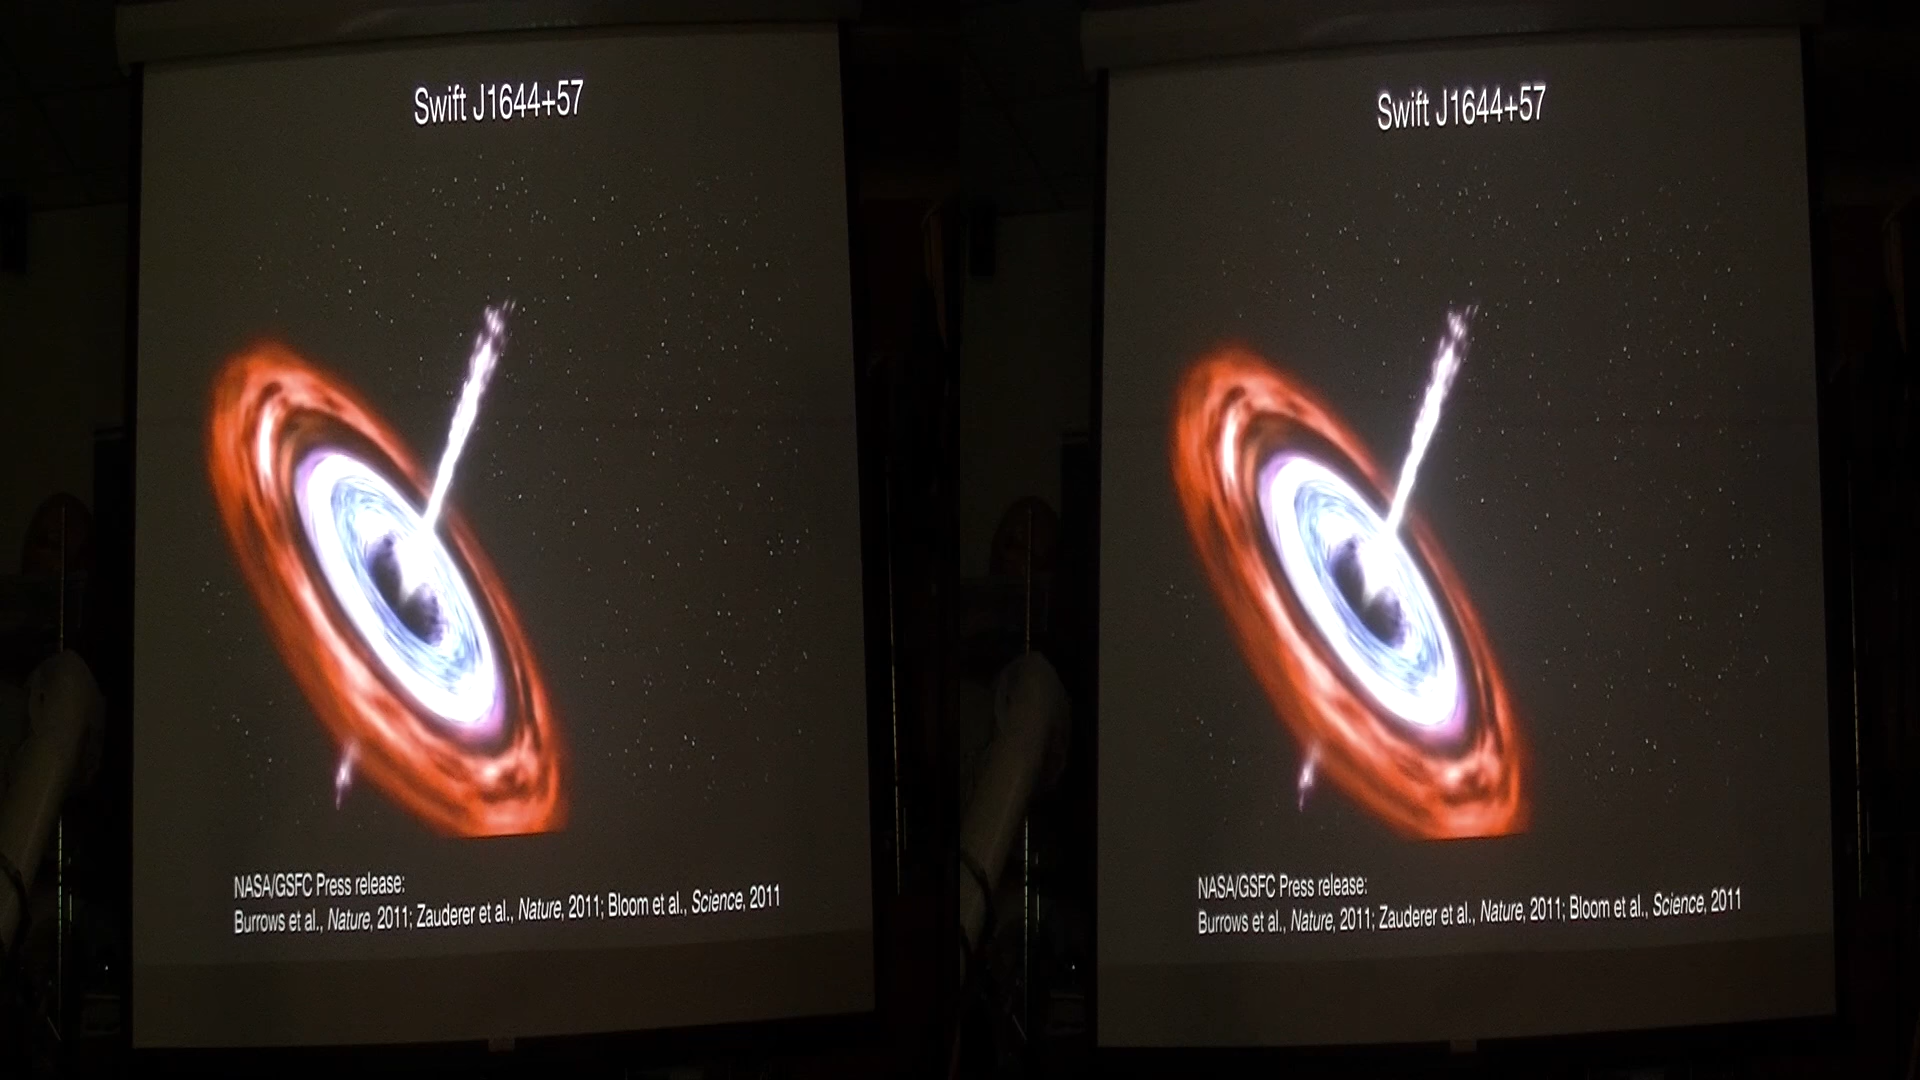 Swift J1644+57
NASA/GSFC Press release:
Burrows et al., Nature, 2011; Zauderer et al., Nature, 2011; Bloom et al., Science, 2011
Swift J1644+57
NASA/GSFC Press release:
Burrows et al., Nature, 2011; Zauderer et al., Nature, 2011; Bloom et al., Science, 2011